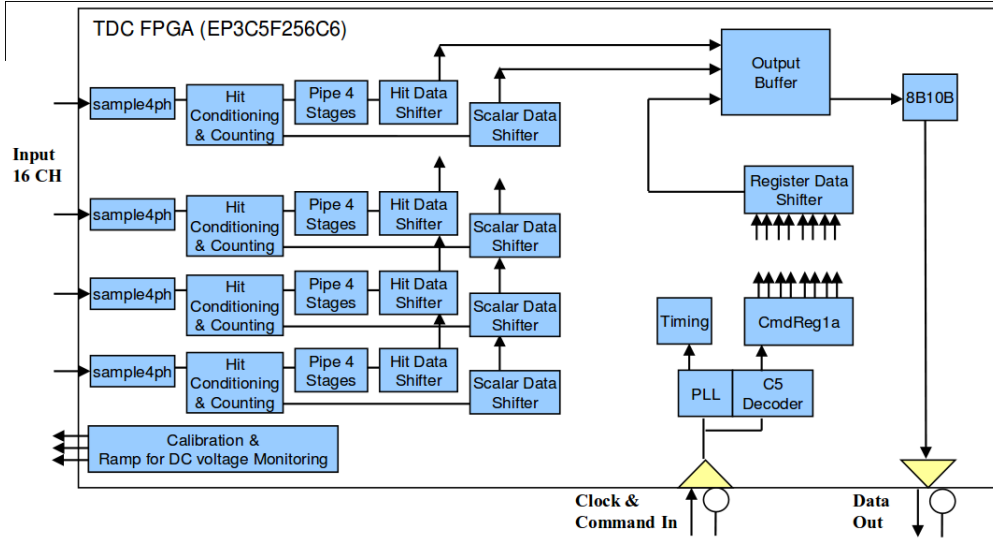 TDC FPGA (EP3C5F256C6)
sample4ph
Hit
Conditioning
& Counting
Pipe 4
Stages
Hit Data
Shifter
Scalar Data
Shifter
Output
Buffer
8B10B
Input
16 CH
sample4ph
Hit
Conditioning
& Counting
Pipe 4
Stages
Hit Data
Shifter
Scalar Data
Shifter
Register Data
Shifter
sample4ph
Hit
Conditioning
& Counting
Pipe 4
Stages
Hit Data
Shifter
Scalar Data
Shifter
Timing
CmdReg1a
sample4ph
Hit
Conditioning
& Counting
Pipe 4
Stages
Hit Data
Shifter
Scalar Data
Shifter
PLL
C5
Decoder
Calibration &
Ramp for DC voltage Monitoring
Clock &
Command In
Data
Out